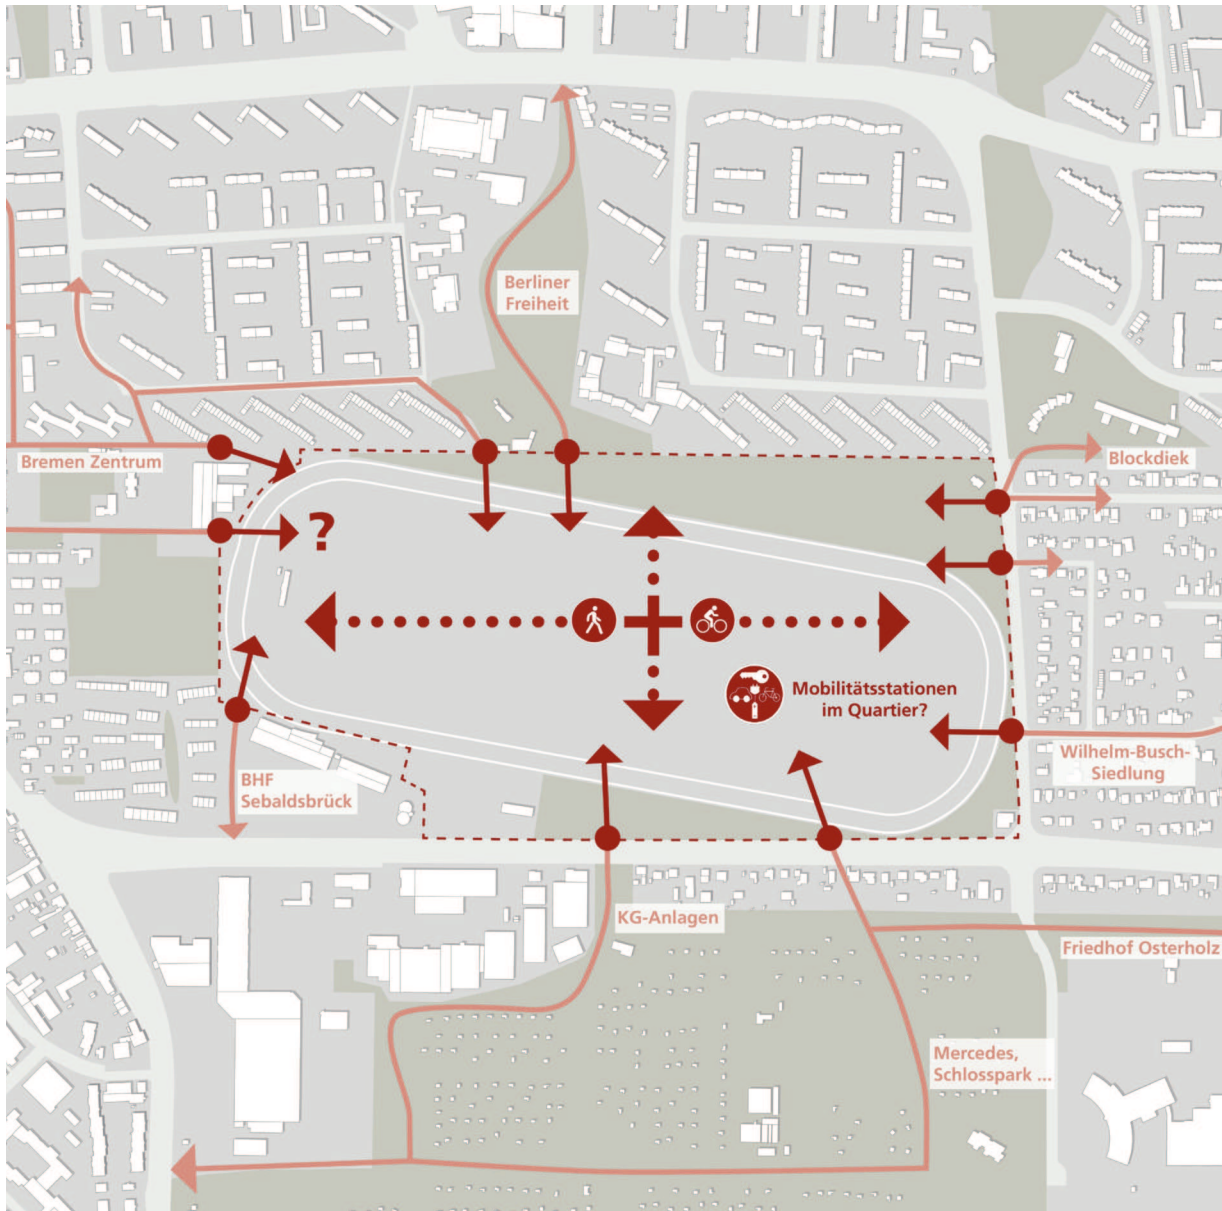 Berliner
Freiheit
Bremen Zentrum
Blockdiek
?
Mobilitätsstationen
im Quartier?
Wilhelm-Busch-
Siedlung
BHF
Sebaldsbrück
KG-Anlagen
Friedhof Osterholz
Mercedes,
Schlosspark ...